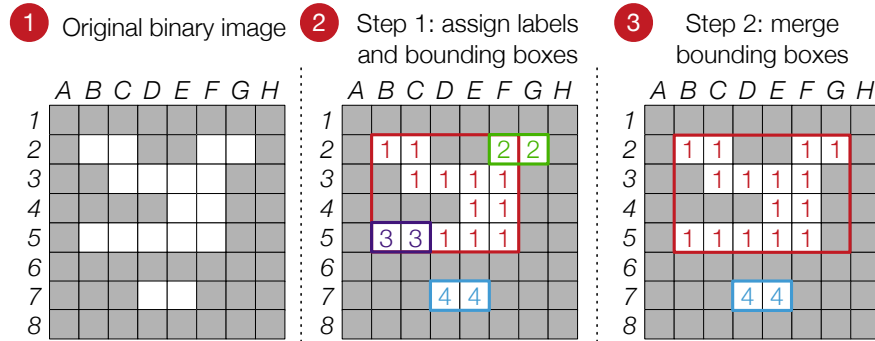 1 Original binary image
A B C D E F G H
1
2
3
4
5
6
7
8
2 Step 1: assign labels
and bounding boxes
A B C D E F G H
1
2 1 1 2 2
3 1 1 1 1
4 1 1
5 3 3 1 1 1
6
7 4 4
8
3 Step 2: merge
bounding boxes
A B C D E F G H
1
2 1 1 1 1
3 1 1 1 1
4 1 1
5 1 1 1 1 1
6
7 4 4
8